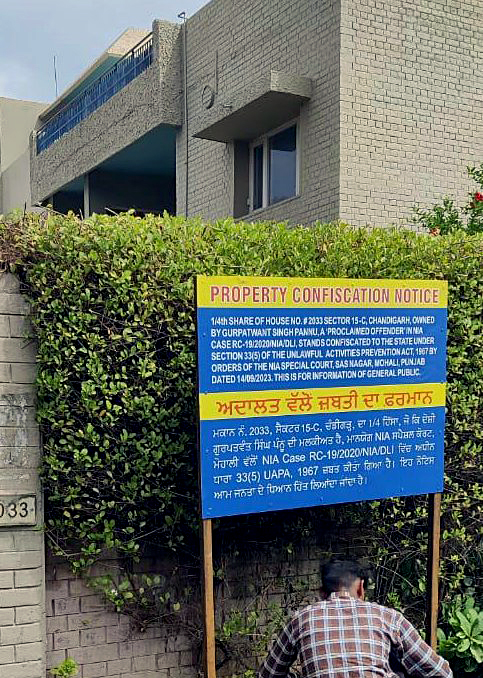 PROPERTY CONFISCATION NOTICE
1/4th SHARE OF HOUSE NO. # 2033 SECTOR 15-C, CHANDIGARH, OWNED
BY GURPATWANT SINGH PANNU, A 'PROCLAIMED OFFENDER' IN NIA
CASE RC-19/2020/NIA/DLI, STANDS CONFISCATED TO THE STATE UNDER
SECTION 33(5) OF THE UNLAWFUL ACTIVITIES PREVENTION ACT, 1967 BY
ORDERS OF THE NIA SPECIAL COURT, SAS NAGAR, MOHALI, PUNJAB
DATED 14/09/2023. THIS IS FOR INFORMATION OF GENERAL PUBLIC.
ਅਦਾਲਤ ਵੱਲੋਂ ਜ਼ਬਤੀ ਦਾ ਫਰਮਾਨ
ਮਕਾਨ ਨੰ. 2033, ਸੈਕਟਰ 15-C, ਚੰਡੀਗੜ੍ਹ, ਦਾ 1/4 ਹਿੱਸਾ, ਜੋ ਕਿ ਦੋਸ਼ੀ
ਗੁਰਪਤਵੰਤ ਸਿੰਘ ਪੰਨੂ ਦੀ ਮਲਕੀਅਤ ਹੈ, ਮਾਨਯੋਗ NIA ਸਪੈਸ਼ਲ ਕੋਰਟ,
ਮੋਹਾਲੀ ਵੱਲੋਂ NIA Case RC-19/2020/NIA/DLI ਵਿੱਚ ਅਧੀਨ
ਧਾਰਾ 33(5) UAPA, 1967 ਜ਼ਬਤ ਕੀਤਾ ਗਿਆ ਹੈ। ਇਹ ਨੋਟਿਸ
ਆਮ ਜਨਤਾ ਦੇ ਧਿਆਨ ਹਿੱਤ ਲਿਆਂਦਾ ਜਾਂਦਾ ਹੈ।
033